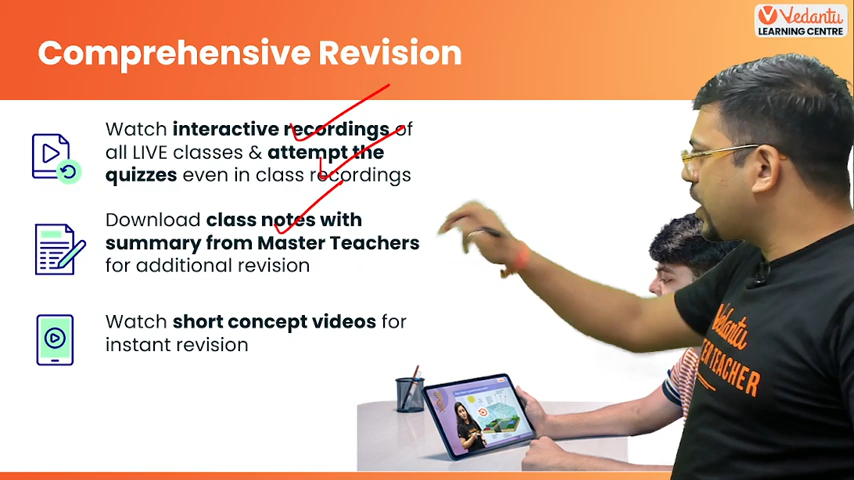 Vedantu
LEARNING CENTRE
Comprehensive Revision
Watch interactive recordings of
all LIVE classes & attempt the
quizzes even in class recordings
Download class notes with
summary from Master Teachers
for additional revision
Watch short concept videos for
instant revision
Vedantu
TER TEACHER